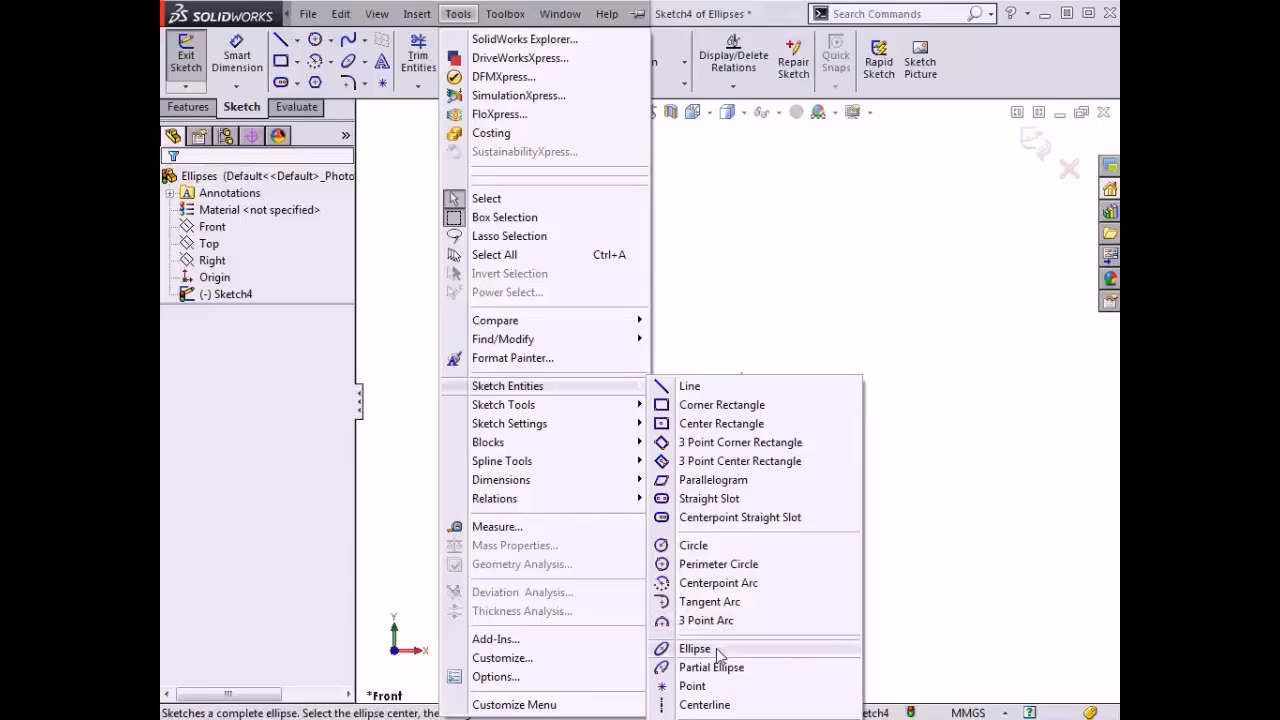 SOLIDWORKS File Edit View Insert Tools Toolbox Window Help Sketch4 of Ellipses * Search Commands
Exit Sketch
Smart Dimension
Trim Entities
Display/Delete Relations
Repair Sketch
Quick Snaps
Rapid Sketch
Sketch Picture
Features Sketch Evaluate
Ellipses (Default<<Default>_Photo
Annotations
Material <not specified>
Front
Top
Right
Origin
(-) Sketch4
SolidWorks Explorer...
DriveWorksXpress...
DFMXpress...
SimulationXpress...
FloXpress...
Costing
SustainabilityXpress...
Select
Box Selection
Lasso Selection
Select All Ctrl+A
Invert Selection
Power Select...
Compare
Find/Modify
Format Painter...
Sketch Entities
Sketch Tools
Sketch Settings
Blocks
Spline Tools
Dimensions
Relations
Measure...
Mass Properties...
Geometry Analysis...
Deviation Analysis...
Thickness Analysis...
Add-Ins...
Customize...
Options...
Customize Menu
Line
Corner Rectangle
Center Rectangle
3 Point Corner Rectangle
3 Point Center Rectangle
Parallelogram
Straight Slot
Centerpoint Straight Slot
Circle
Perimeter Circle
Centerpoint Arc
Tangent Arc
3 Point Arc
Ellipse
Partial Ellipse
Point
Centerline
Y
X
*Front
Sketches a complete ellipse. Select the ellipse center, the
etch4 MMGS